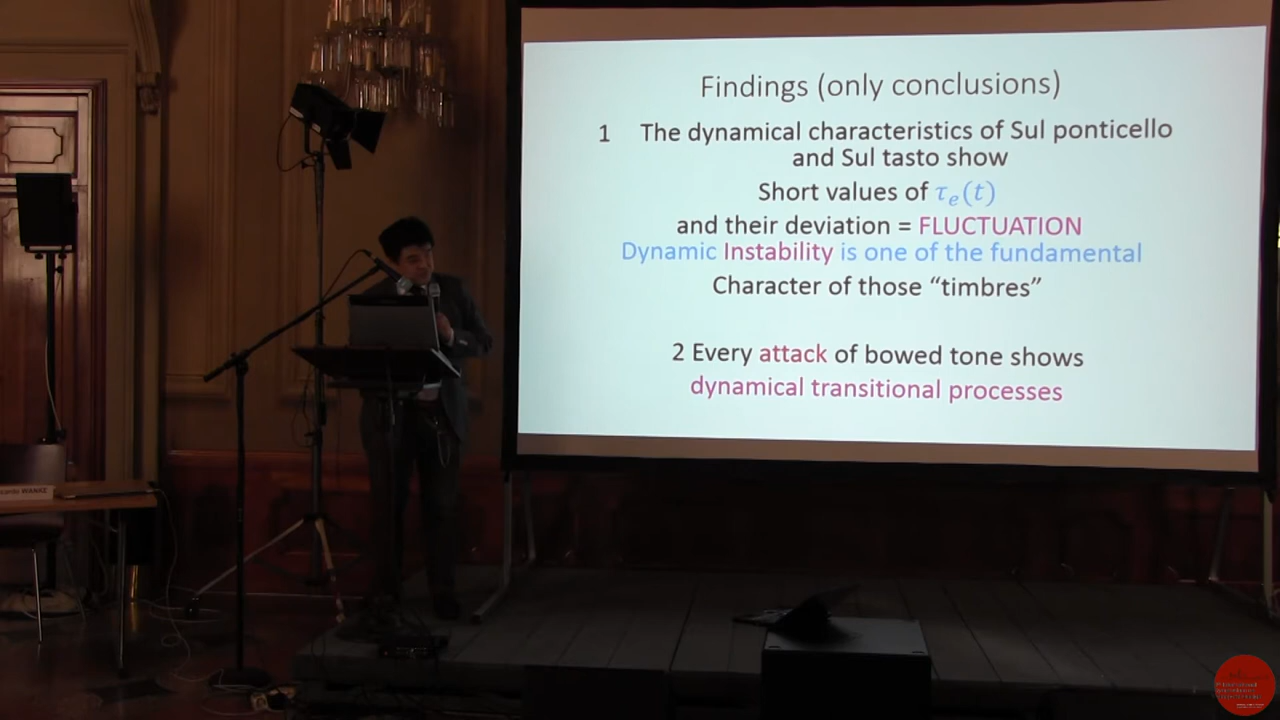 Findings (only conclusions)
1 The dynamical characteristics of Sul ponticello
and Sul tasto show
Short values of τₑ(t)
and their deviation = FLUCTUATION
Dynamic Instability is one of the fundamental
Character of those “timbres”
2 Every attack of bowed tone shows
dynamical transitional processes